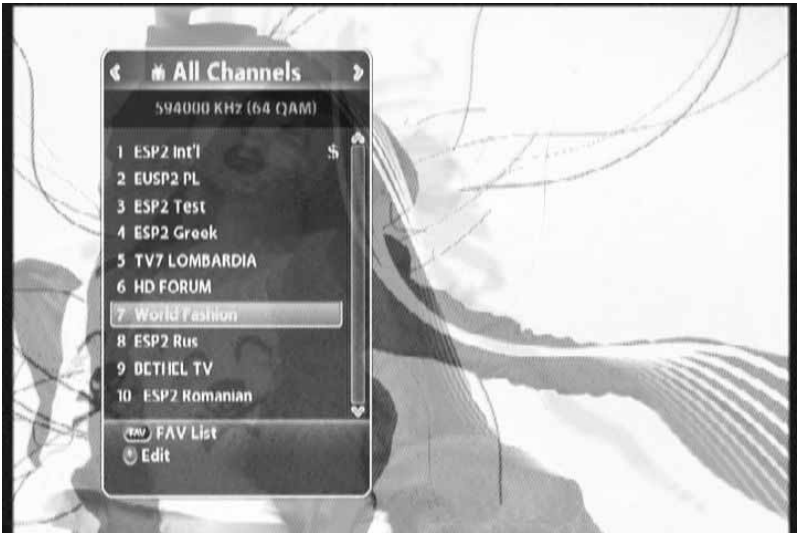 All Channels
594000 KHz (64 QAM)
1 ESP2 Int'l $
2 EUSP2 PL
3 ESP2 Test
4 ESP2 Greek
5 TV7 LOMBARDIA
6 HD FORUM
7 World Fashion
8 ESP2 Rus
9 BETHEL TV
10 ESP2 Romanian
FAV FAV List
Edit